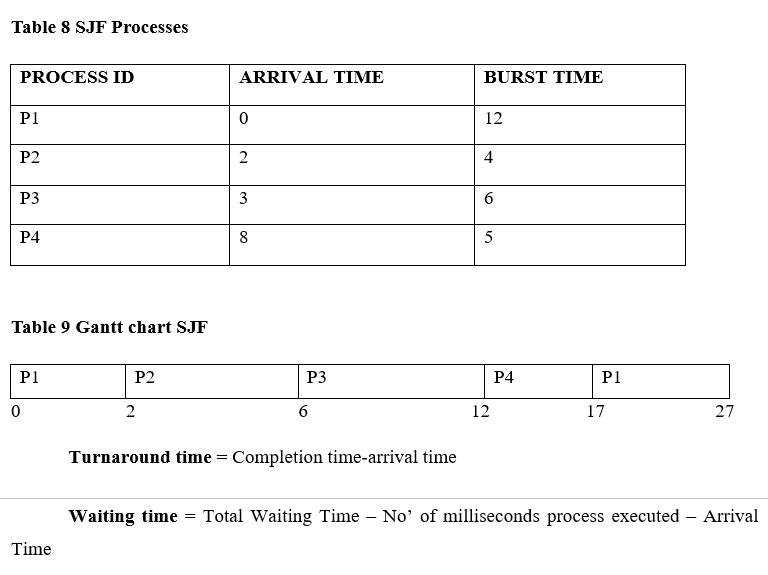 Table 8 SJF Processes
PROCESS ID ARRIVAL TIME BURST TIME
P1 0 12
P2 2 4
P3 3 6
P4 8 5
Table 9 Gantt chart SJF
P1 P2 P3 P4 P1
0 2 6 12 17 27
Turnaround time = Completion time-arrival time
Waiting time = Total Waiting Time – No’ of milliseconds process executed – Arrival
Time